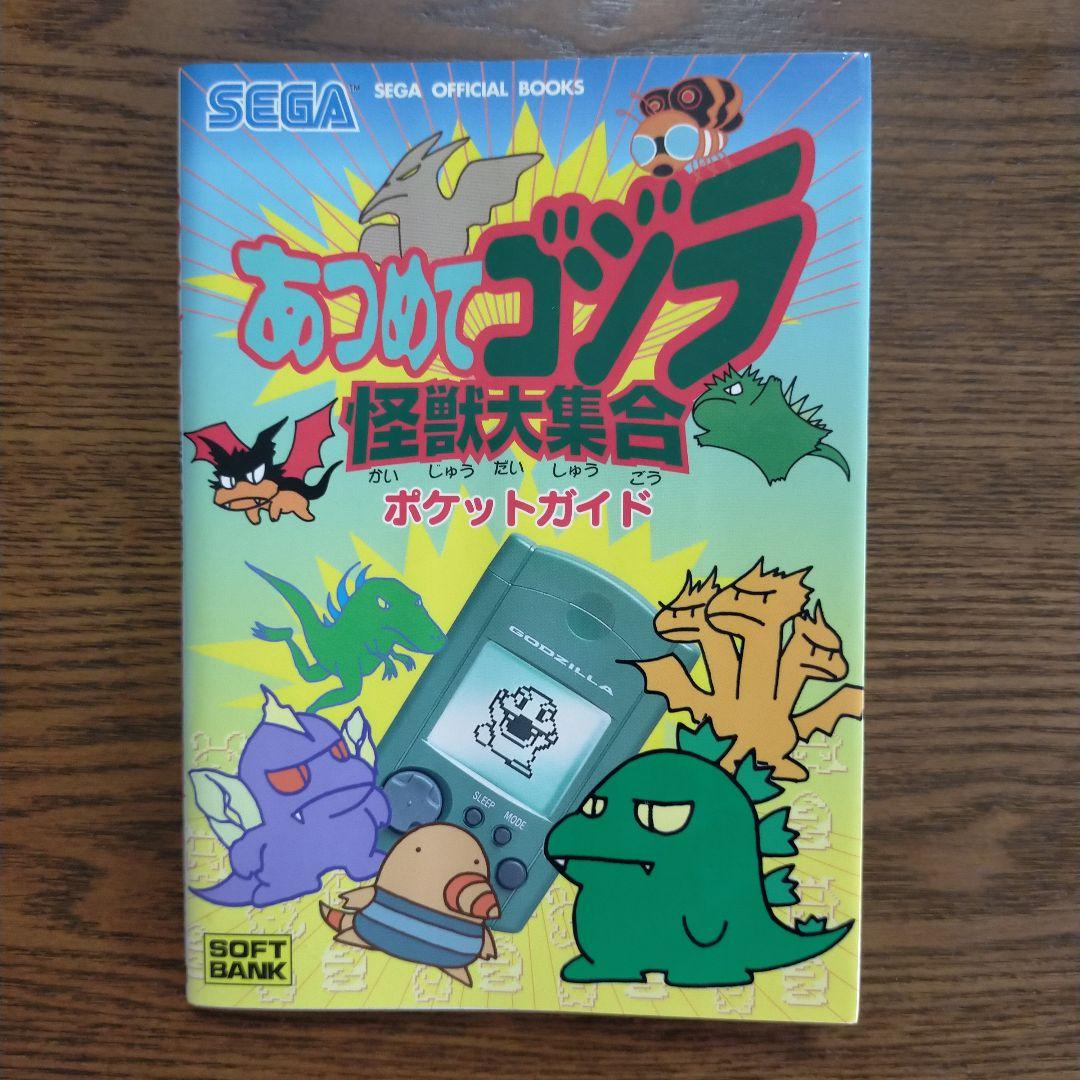 SEGA™ SEGA OFFICIAL BOOKS
あつめてゴジラ
怪獣大集合
かい じゅう だい しゅう ごう
ポケットガイド
GODZILLA
SLEEP
MODE
SOFT
BANK